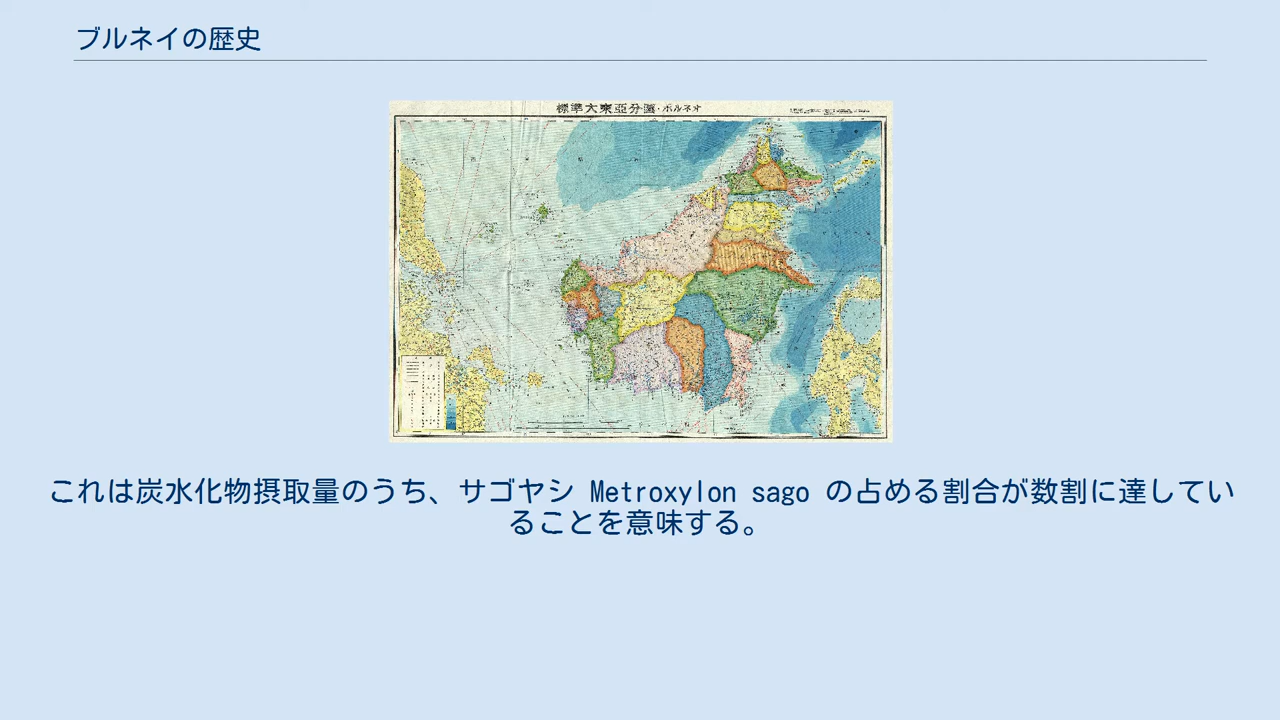 ブルネイの歴史
標準大東亜分図・ボルネオ
これは炭水化物摂取量のうち、サゴヤシ Metroxylon sago の占める割合が数割に達してい
ることを意味する。